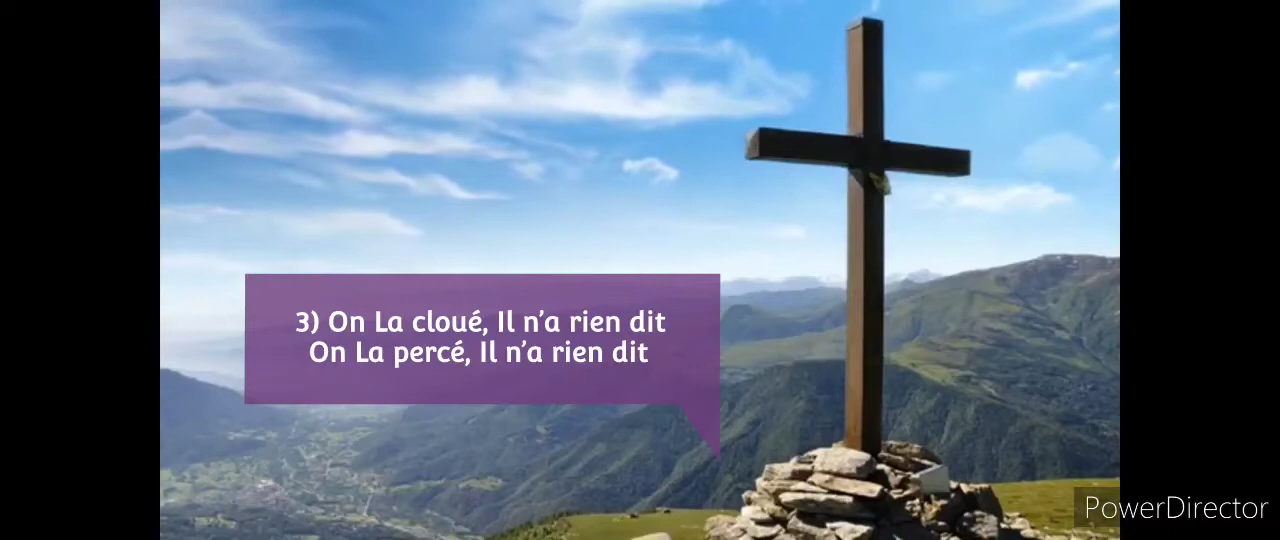 3) On La cloué, Il n'a rien dit
On La percé, Il n'a rien dit
PowerDirector